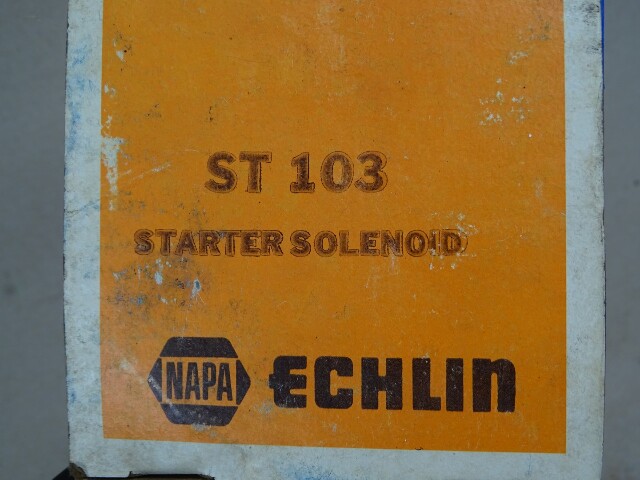 ST 103
STARTER SOLENOID
NAPA ECHLIN